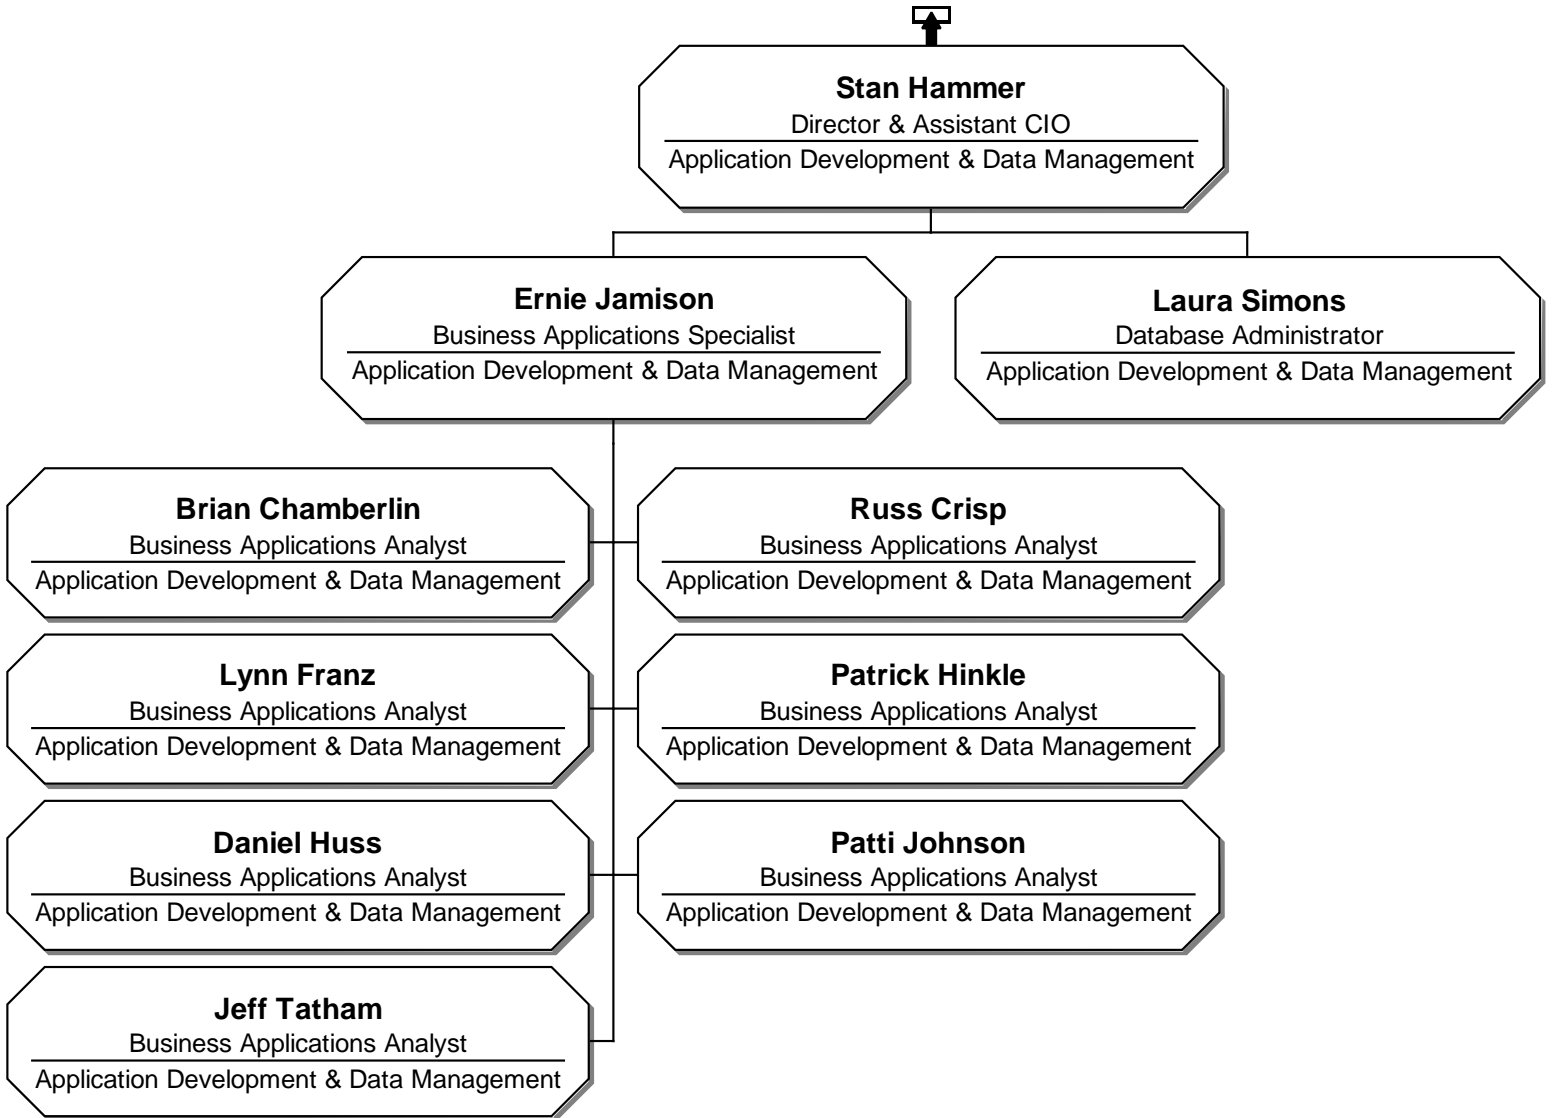 Stan Hammer
Director & Assistant CIO
Application Development & Data Management
Ernie Jamison
Business Applications Specialist
Application Development & Data Management
Laura Simons
Database Administrator
Application Development & Data Management
Brian Chamberlin
Business Applications Analyst
Application Development & Data Management
Russ Crisp
Business Applications Analyst
Application Development & Data Management
Lynn Franz
Business Applications Analyst
Application Development & Data Management
Patrick Hinkle
Business Applications Analyst
Application Development & Data Management
Daniel Huss
Business Applications Analyst
Application Development & Data Management
Patti Johnson
Business Applications Analyst
Application Development & Data Management
Jeff Tatham
Business Applications Analyst
Application Development & Data Management